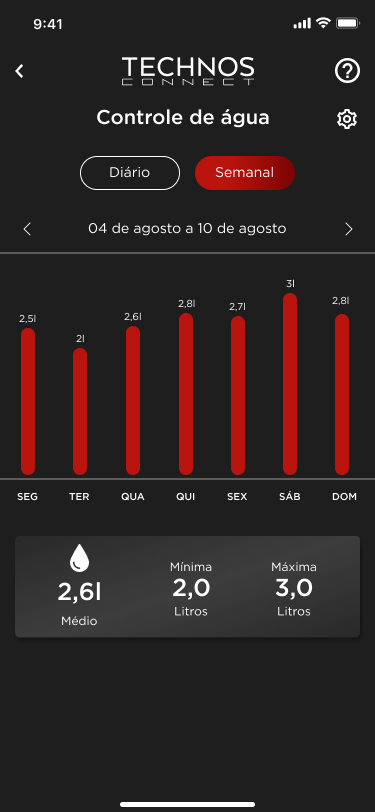 9:41
TECHNOS
CONNECT
Controle de água
Diário
Semanal
04 de agosto a 10 de agosto
2,5l
2l
2,6l
2,8l
2,7l
3l
2,8l
SEG
TER
QUA
QUI
SEX
SÁB
DOM
2,6l
Médio
Mínima
2,0
Litros
Máxima
3,0
Litros